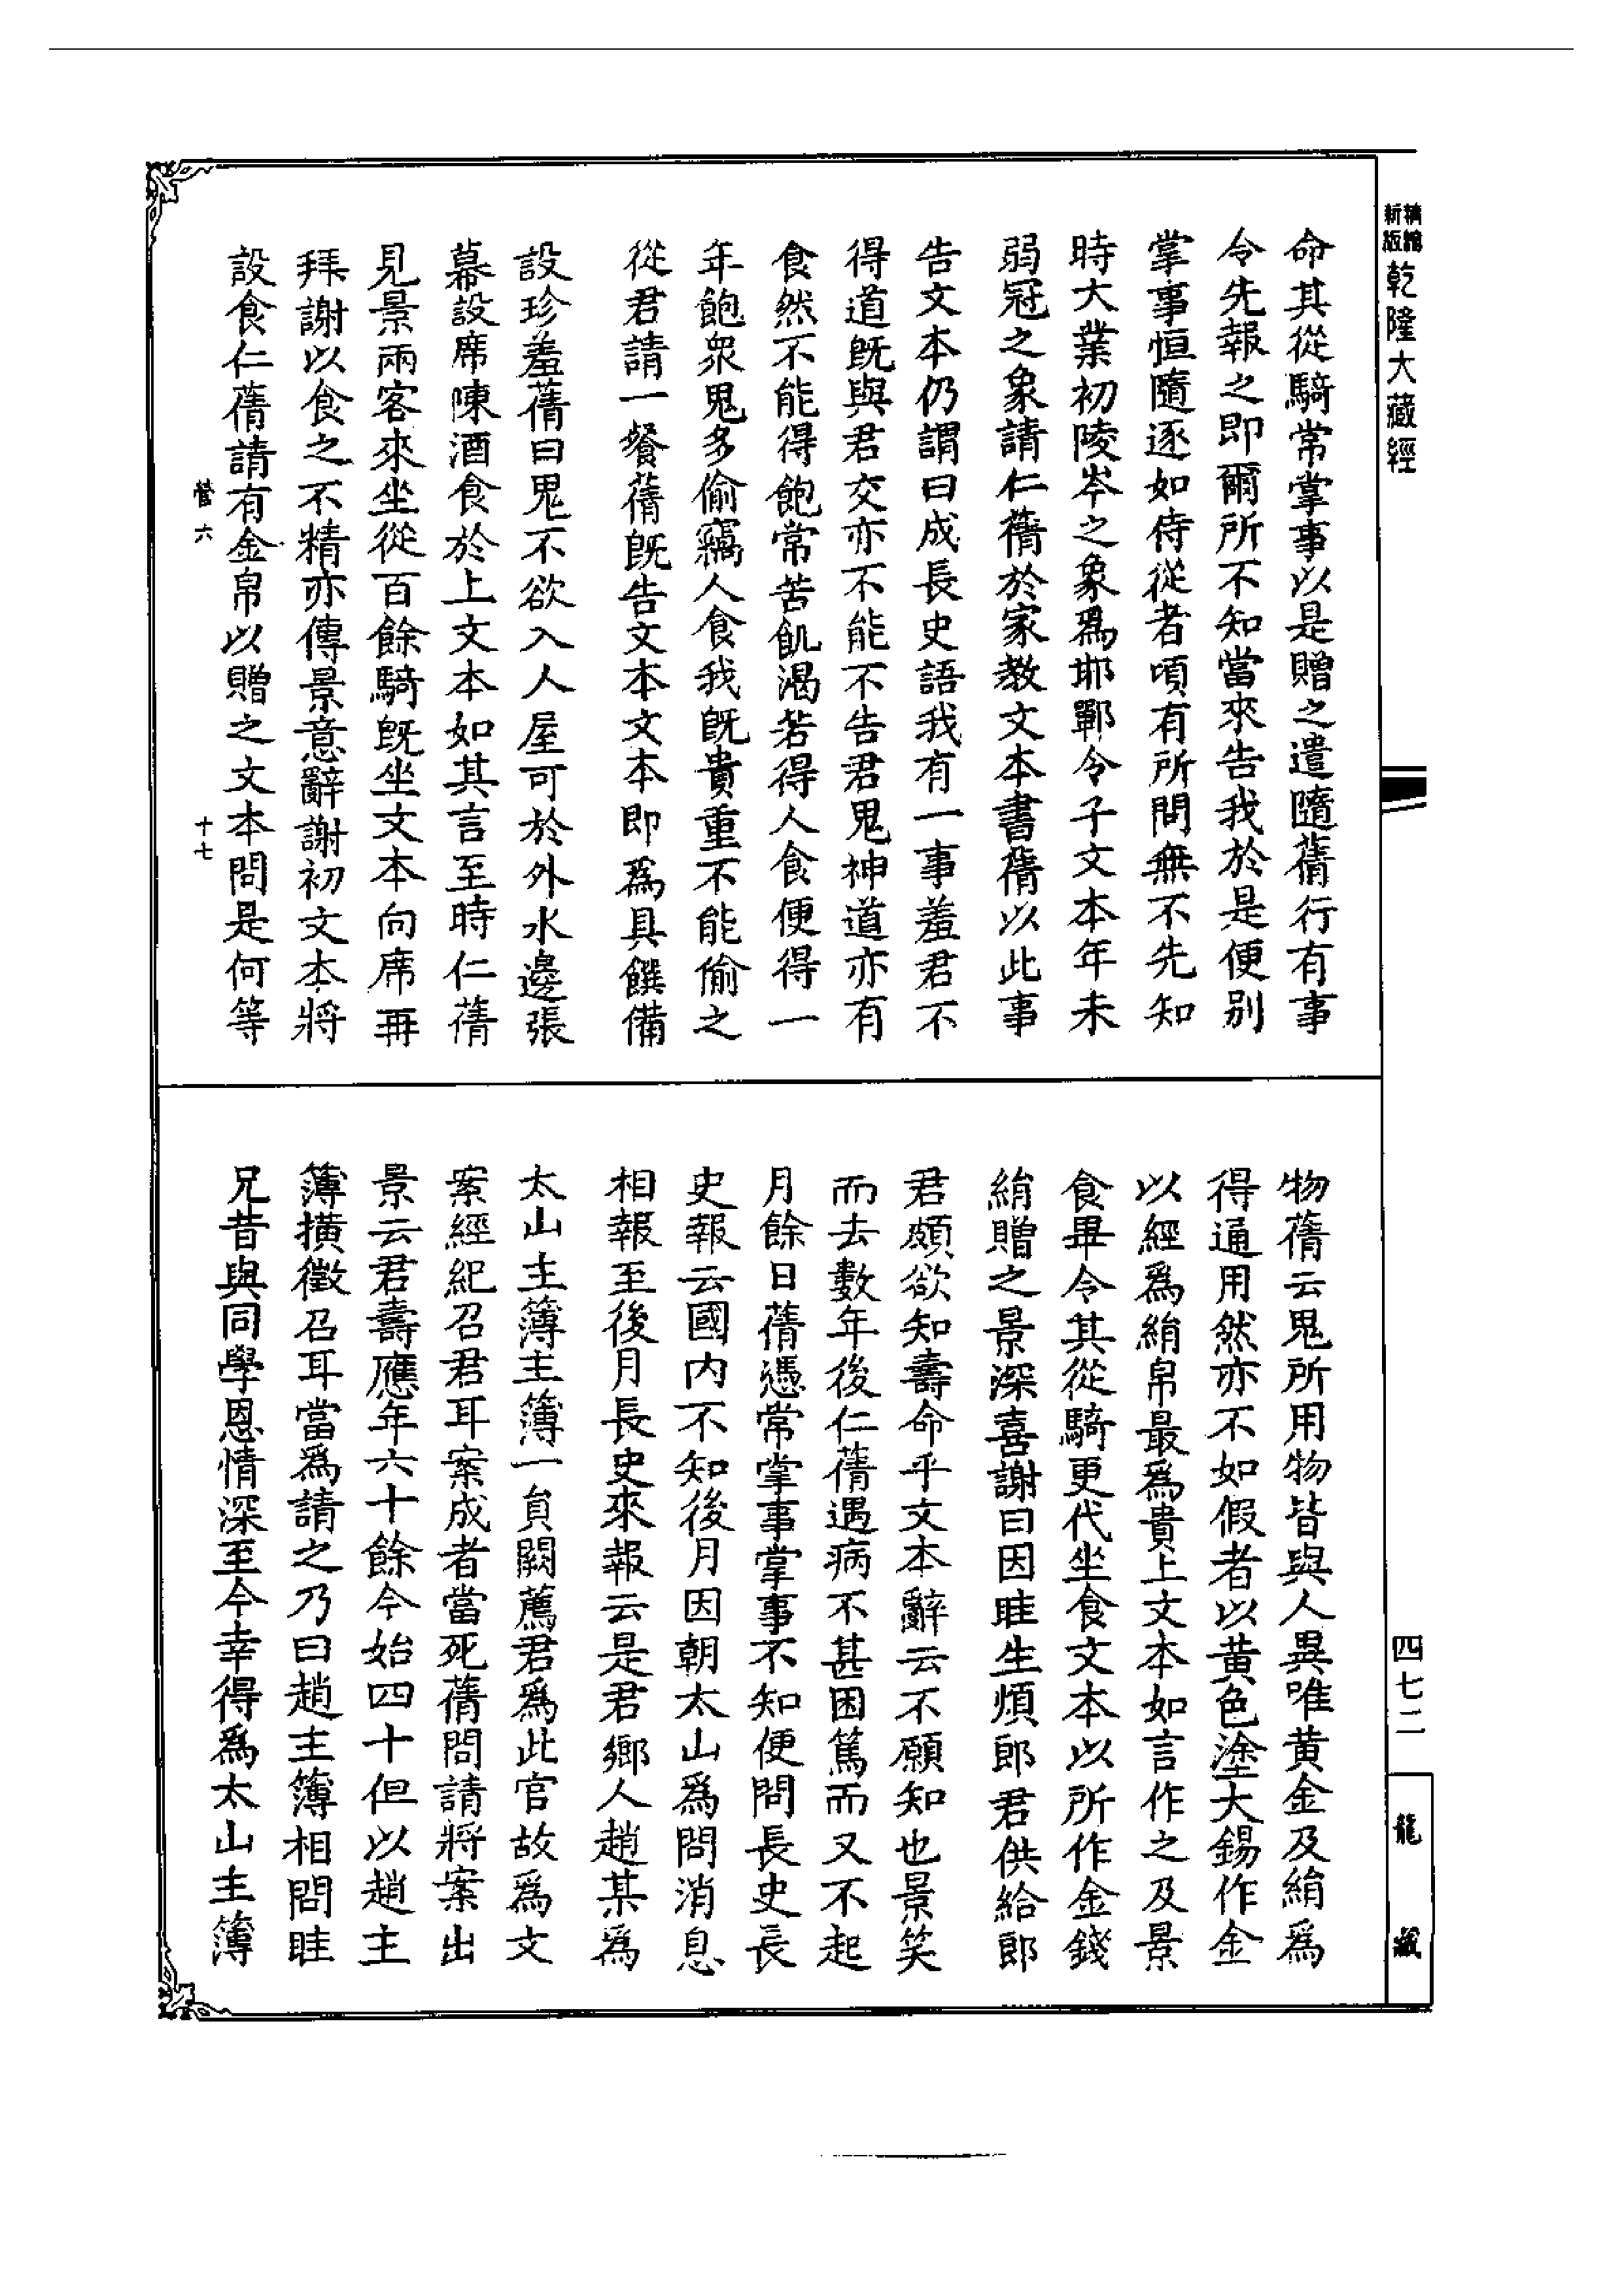 精縮新版
乾隆大藏經
命其從騎常掌事以是贈之遣隨蒨行有事
令先報之即爾所不知當來告我於是便別
掌事恒隨逐如侍從者頃有所問無不先知
時大業初陵岑之象爲邯鄲令子文本年未
弱冠之象請仁蒨於家教文本書蒨以此事
告文本仍謂曰成長史語我有一事羞君不
得道既與君交亦不能不告君鬼神道亦有
食然不能得飽常苦飢渴若得人食便得一
年飽衆鬼多偷竊人食我既貴重不能偷之
從君請一餐蒨既告文本文本即爲具饌備
設珍羞蒨曰鬼不欲入人屋可於外水邊張
幕設席陳酒食於上文本如其言至時仁蒨
見景兩客來坐從百餘騎既坐文本向席再
拜謝以食之不精亦傳景意辭謝初文本將
設食仁蒨請有金帛以贈之文本問是何等
營六
十七
物蒨云鬼所用物皆與人異唯黄金及絹爲
得通用然亦不如假者以黄色塗大錫作金
以經爲絹帛最爲貴上文本如言作之及景
食畢令其從騎更代坐食文本以所作金錢
絹贈之景深喜謝曰因眭生煩郎君供給郎
君頗欲知壽命乎文本辭云不願知也景笑
而去數年後仁蒨遇病不甚困篤而又不起
月餘日蒨憑常掌事掌事不知便問長史長
史報云國内不知後月因朝太山爲問消息
相報至後月長史來報云是君鄉人趙某爲
太山主簿主簿一員闕薦君爲此官故爲文
案經紀召君耳案成者當死蒨問請將案出
景云君壽應年六十餘今始四十但以趙主
簿撗徵召耳當爲請之乃曰趙主簿相問眭
兄昔與同學恩情深至今幸得爲太山主簿
四七二
龍藏